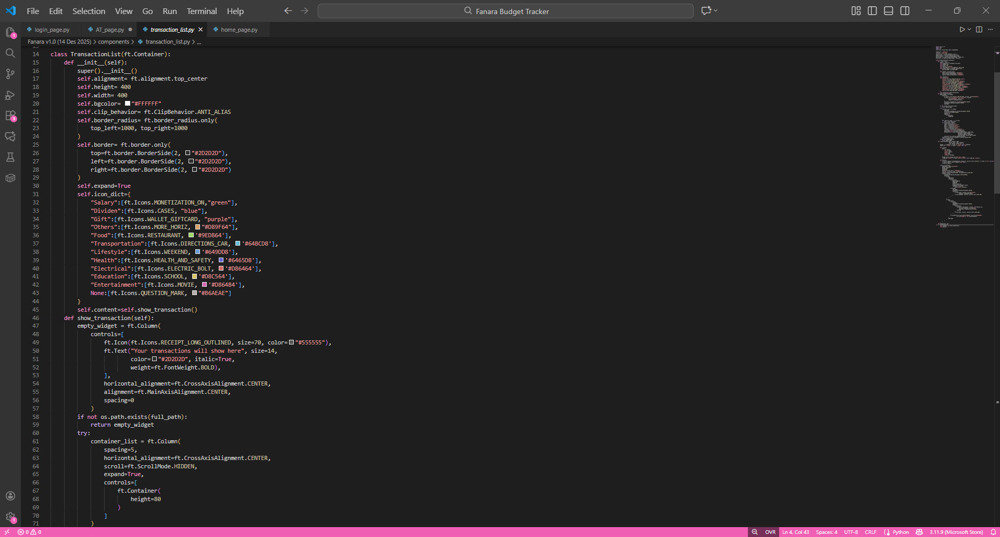 File Edit Selection View Go Run Terminal Help
Fanara Budget Tracker
login_page.py
AT_page.py
transaction_list.py
home_page.py
Fanara v1.0 (14 Des 2025) > components > transaction_list.py > ...
14 class TransactionList(ft.Container):
15 def __init__(self):
16 super().__init__()
17 self.alignment= ft.alignment.top_center
18 self.height= 400
19 self.width= 400
20 self.bgcolor= "#FFFFFF"
21 self.clip_behavior= ft.ClipBehavior.ANTI_ALIAS
22 self.border_radius= ft.border_radius.only(
23 top_left=1000, top_right=1000
24 )
25 self.border= ft.border.only(
26 top=ft.border.BorderSide(2, "#2D2D2D"),
27 left=ft.border.BorderSide(2, "#2D2D2D"),
28 right=ft.border.BorderSide(2, "#2D2D2D")
29 )
30 self.expand=True
31 self.icon_dict={
32 "Salary":[ft.Icons.MONETIZATION_ON,"green"],
33 "Dividen":[ft.Icons.CASES, "blue"],
34 "Gift":[ft.Icons.WALLET_GIFTCARD, "purple"],
35 "Others":[ft.Icons.MORE_HORIZ, "#D89F64"],
36 "Food":[ft.Icons.RESTAURANT, '#9ED864'],
37 "Transportation":[ft.Icons.DIRECTIONS_CAR, '#64BCD8'],
38 "Lifestyle":[ft.Icons.WEEKEND, '#649DD8'],
39 "Health":[ft.Icons.HEALTH_AND_SAFETY, '#6465D8'],
40 "Electrical":[ft.Icons.ELECTRIC_BOLT, '#D86464'],
41 "Education":[ft.Icons.SCHOOL, '#D8C564'],
42 "Entertainment":[ft.Icons.MOVIE, '#D864B4'],
43 None:[ft.Icons.QUESTION_MARK, "#B6AEAE"]
44 }
45 self.content=self.show_transaction()
46 def show_transaction(self):
47 empty_widget = ft.Column(
48 controls=[
49 ft.Icon(ft.Icons.RECEIPT_LONG_OUTLINED, size=70, color="#555555"),
50 ft.Text("Your transactions will show here", size=14,
51 color="#2D2D2D", italic=True,
52 weight=ft.FontWeight.BOLD),
53 ],
54 horizontal_alignment=ft.CrossAxisAlignment.CENTER,
55 alignment=ft.MainAxisAlignment.CENTER,
56 spacing=0
57 )
58 if not os.path.exists(full_path):
59 return empty_widget
60 try:
61 container_list = ft.Column(
62 spacing=5,
63 horizontal_alignment=ft.CrossAxisAlignment.CENTER,
64 scroll=ft.ScrollMode.HIDDEN,
65 expand=True,
66 controls=[
67 ft.Container(
68 height=80
69 )
70 ]
71 )
0 0 OVR Ln 4, Col 43 Spaces: 4 UTF-8 CRLF Python 3.11.9 (Microsoft Store)